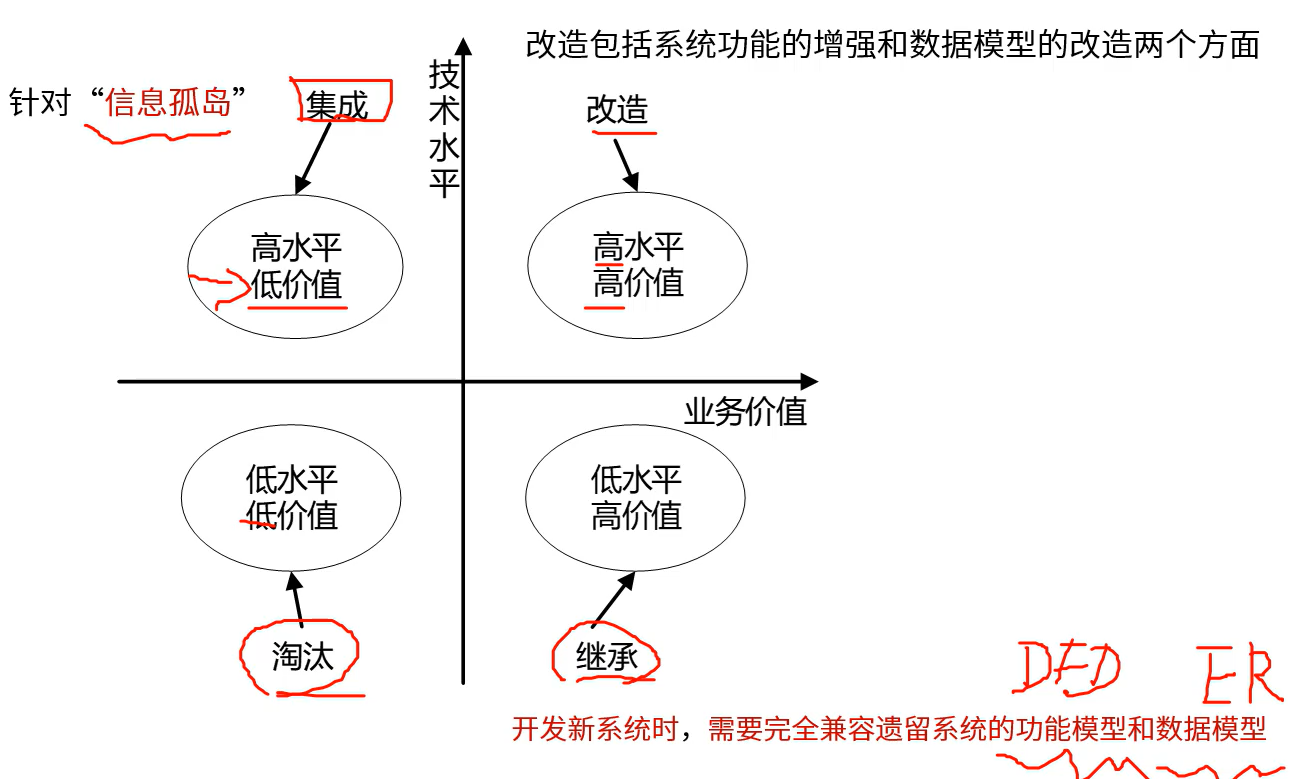 改造包括系统功能的增强和数据模型的改造两个方面
针对“信息孤岛”
集成
技术水平
改造
高水平
低价值
高水平
高价值
业务价值
低水平
低价值
低水平
高价值
淘汰
继承
DFD ER
开发新系统时，需要完全兼容遗留系统的功能模型和数据模型